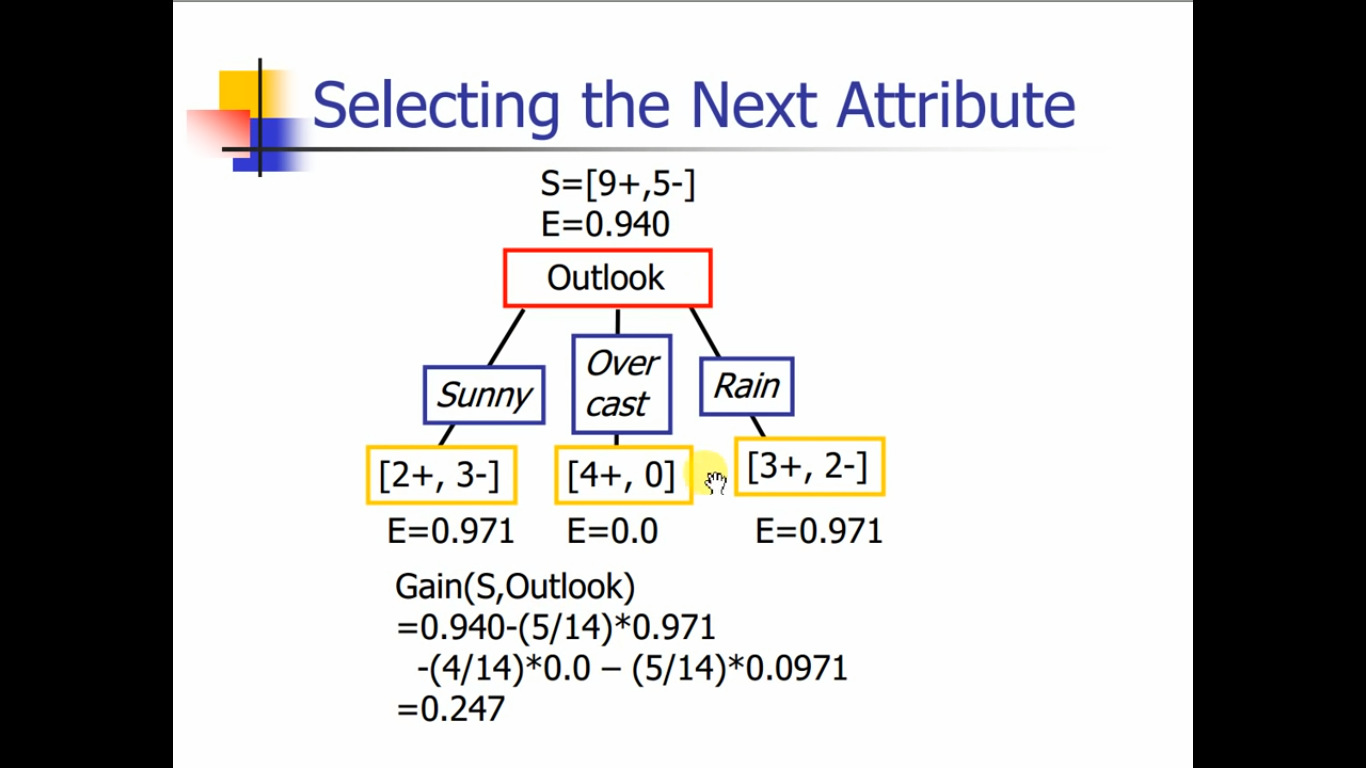 Selecting the Next Attribute
S=[9+,5-]
E=0.940
Outlook
Sunny
Over
cast
Rain
[2+, 3-]
[4+, 0]
[3+, 2-]
E=0.971
E=0.0
E=0.971
Gain(S,Outlook)
=0.940-(5/14)*0.971
-(4/14)*0.0 – (5/14)*0.0971
=0.247